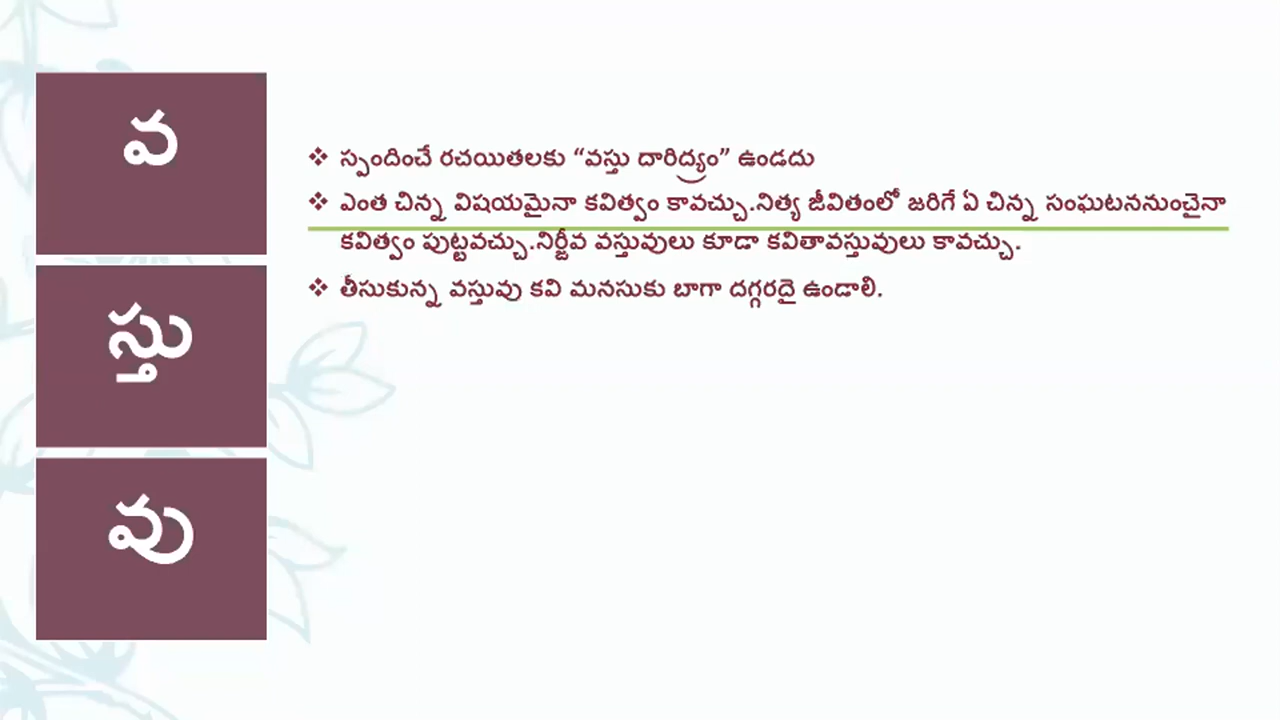 వ
స్తు
వు
❖ స్పందించే రచయితలకు “వస్తు దారిద్ర్యం” ఉండదు
❖ ఎంత చిన్న విషయమైనా కవిత్వం కావచ్చు.నిత్య జీవితంలో జరిగే ఏ చిన్న సంఘటననుంచైనా
కవిత్వం పుట్టవచ్చు.నిర్జీవ వస్తువులు కూడా కవితావస్తువులు కావచ్చు.
❖ తీసుకున్న వస్తువు కవి మనసుకు బాగా దగ్గరదై ఉండాలి.